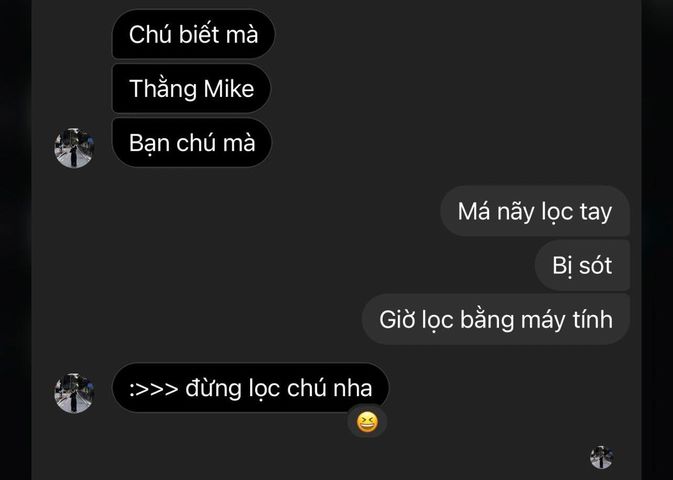 Chú biết mà
Thằng Mike
Bạn chú mà
Má nãy lọc tay
Bị sót
Giờ lọc bằng máy tính
:>>> đừng lọc chú nha